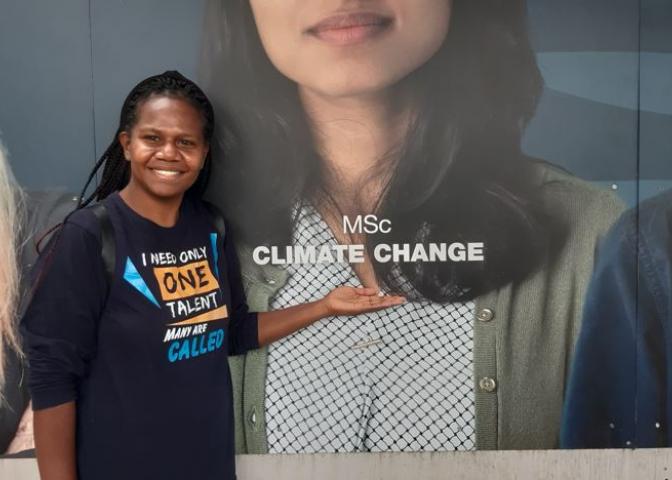 I NEED ONLY
ONE
TALENT
MANY ARE
CALLED
MSc
CLIMATE CHANGE